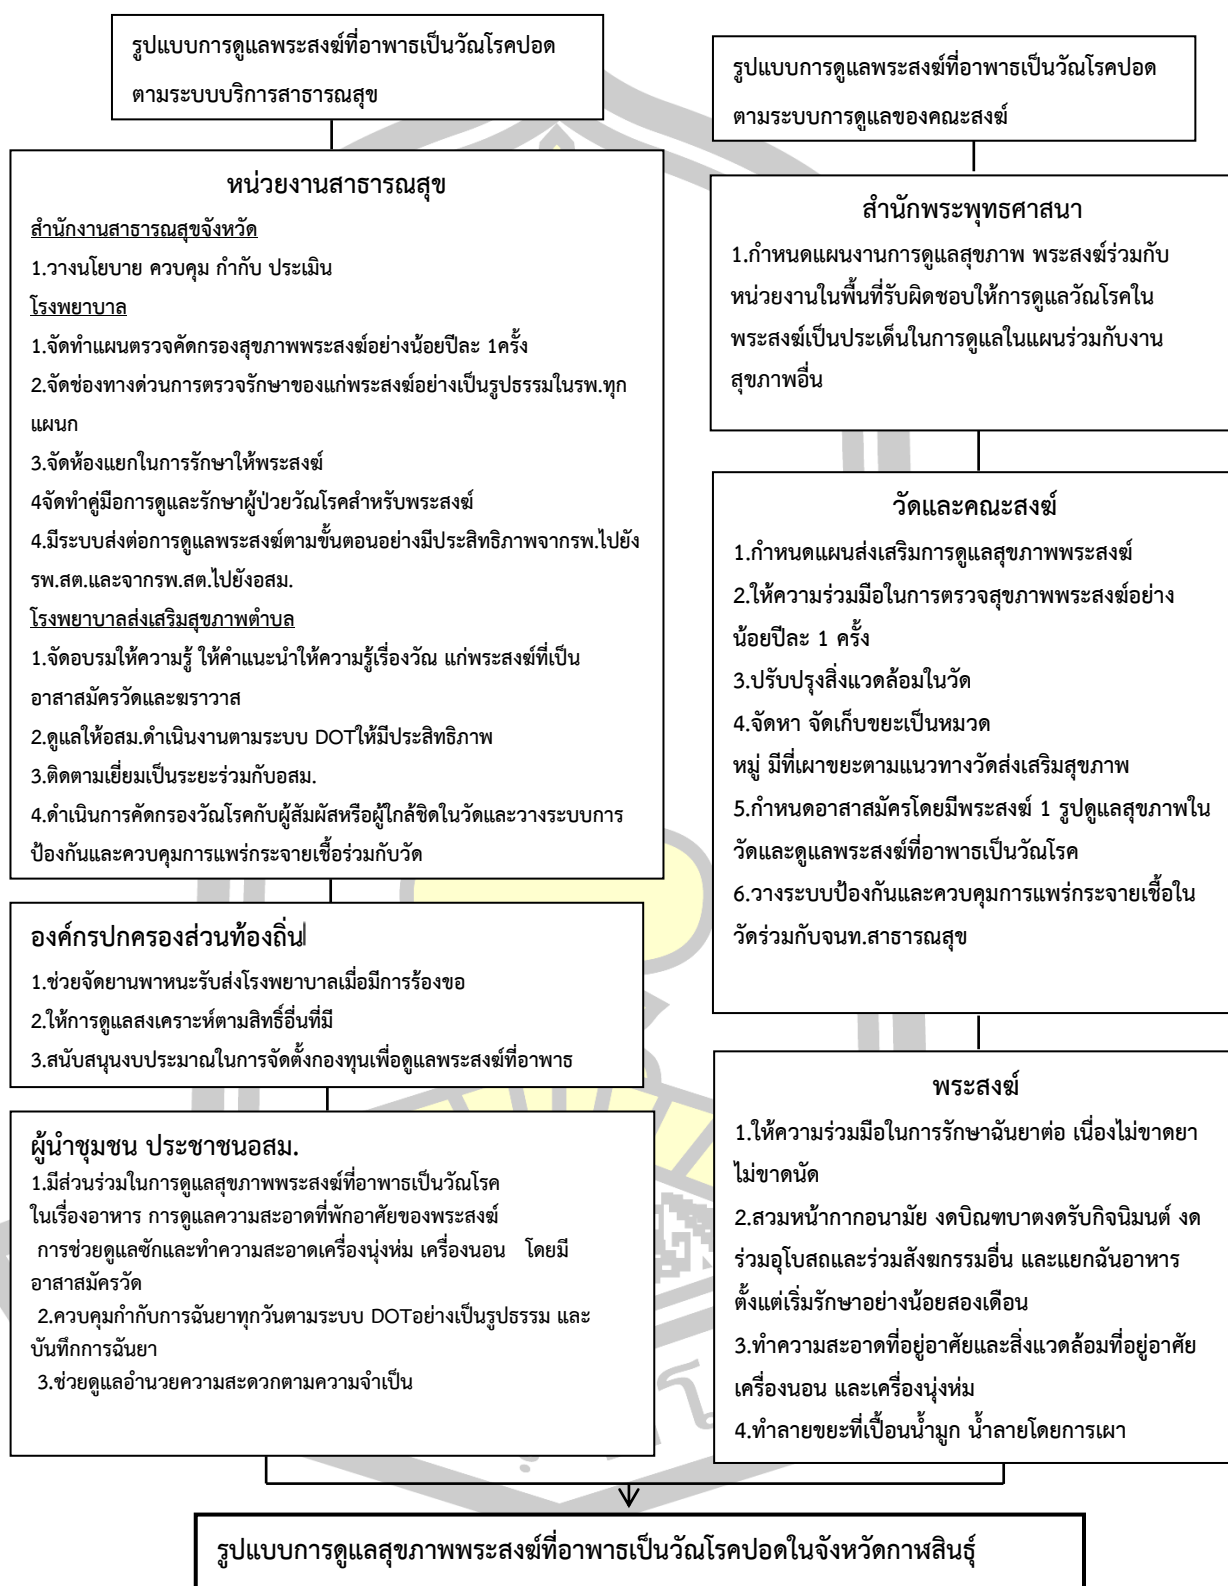 รูปแบบการดูแลพระสงฆ์ที่อาพาธเป็นวัณโรคปอด
ตามระบบบริการสาธารณสุข
หน่วยงานสาธารณสุข
สำนักงานสาธารณสุขจังหวัด
1.วางนโยบาย ควบคุม กำกับ ประเมิน
โรงพยาบาล
1.จัดทำแผนตรวจคัดกรองสุขภาพพระสงฆ์อย่างน้อยปีละ 1ครั้ง
2.จัดช่องทางด่วนการตรวจรักษาของแก่พระสงฆ์อย่างเป็นรูปธรรมในรพ.ทุก
แผนก
3.จัดห้องแยกในการรักษาให้พระสงฆ์
4จัดทำคู่มือการดูและรักษาผู้ป่วยวัณโรคสำหรับพระสงฆ์
4.มีระบบส่งต่อการดูแลพระสงฆ์ตามขั้นตอนอย่างมีประสิทธิภาพจากรพ.ไปยัง
รพ.สต.และจากรพ.สต.ไปยังอสม.
โรงพยาบาลส่งเสริมสุขภาพตำบล
1.จัดอบรมให้ความรู้ ให้คำแนะนำให้ความรู้เรื่องวัณ แก่พระสงฆ์ที่เป็น
อาสาสมัครวัดและฆราวาส
2.ดูแลให้อสม.ดำเนินงานตามระบบ DOTให้มีประสิทธิภาพ
3.ติดตามเยี่ยมเป็นระยะร่วมกับอสม.
4.ดำเนินการคัดกรองวัณโรคกับผู้สัมผัสหรือผู้ใกล้ชิดในวัดและวางระบบการ
ป้องกันและควบคุมการแพร่กระจายเชื้อร่วมกับวัด
องค์กรปกครองส่วนท้องถิ่น
1.ช่วยจัดยานพาหนะรับส่งโรงพยาบาลเมื่อมีการร้องขอ
2.ให้การดูแลสงเคราะห์ตามสิทธิ์อื่นที่มี
3.สนับสนุนงบประมาณในการจัดตั้งกองทุนเพื่อดูแลพระสงฆ์ที่อาพาธ
ผู้นำชุมชน ประชาชนอสม.
1.มีส่วนร่วมในการดูแลสุขภาพพระสงฆ์ที่อาพาธเป็นวัณโรค
ในเรื่องอาหาร การดูแลความสะอาดที่พักอาศัยของพระสงฆ์
การช่วยดูแลซักและทำความสะอาดเครื่องนุ่งห่ม เครื่องนอน โดยมี
อาสาสมัครวัด
2.ควบคุมกำกับการฉันยาทุกวันตามระบบ DOTอย่างเป็นรูปธรรม และ
บันทึกการฉันยา
3.ช่วยดูแลอำนวยความสะดวกตามความจำเป็น
รูปแบบการดูแลพระสงฆ์ที่อาพาธเป็นวัณโรคปอด
ตามระบบการดูแลของคณะสงฆ์
สำนักพระพุทธศาสนา
1.กำหนดแผนงานการดูแลสุขภาพ พระสงฆ์ร่วมกับ
หน่วยงานในพื้นที่รับผิดชอบให้การดูแลวัณโรคใน
พระสงฆ์เป็นประเด็นในการดูแลในแผนร่วมกับงาน
สุขภาพอื่น
วัดและคณะสงฆ์
1.กำหนดแผนส่งเสริมการดูแลสุขภาพพระสงฆ์
2.ให้ความร่วมมือในการตรวจสุขภาพพระสงฆ์อย่าง
น้อยปีละ 1 ครั้ง
3.ปรับปรุงสิ่งแวดล้อมในวัด
4.จัดหา จัดเก็บขยะเป็นหมวด
หมู่ มีที่เผาขยะตามแนวทางวัดส่งเสริมสุขภาพ
5.กำหนดอาสาสมัครโดยมีพระสงฆ์ 1 รูปดูแลสุขภาพใน
วัดและดูแลพระสงฆ์ที่อาพาธเป็นวัณโรค
6.วางระบบป้องกันและควบคุมการแพร่กระจายเชื้อใน
วัดร่วมกับจนท.สาธารณสุข
พระสงฆ์
1.ให้ความร่วมมือในการรักษาฉันยาต่อ เนื่องไม่ขาดยา
ไม่ขาดนัด
2.สวมหน้ากากอนามัย งดบิณฑบาตงดรับกิจนิมนต์ งด
ร่วมอุโบสถและร่วมสังฆกรรมอื่น และแยกฉันอาหาร
ตั้งแต่เริ่มรักษาอย่างน้อยสองเดือน
3.ทำความสะอาดที่อยู่อาศัยและสิ่งแวดล้อมที่อยู่อาศัย
เครื่องนอน และเครื่องนุ่งห่ม
4.ทำลายขยะที่เปื้อนน้ำมูก น้ำลายโดยการเผา
รูปแบบการดูแลสุขภาพพระสงฆ์ที่อาพาธเป็นวัณโรคปอดในจังหวัดกาฬสินธุ์